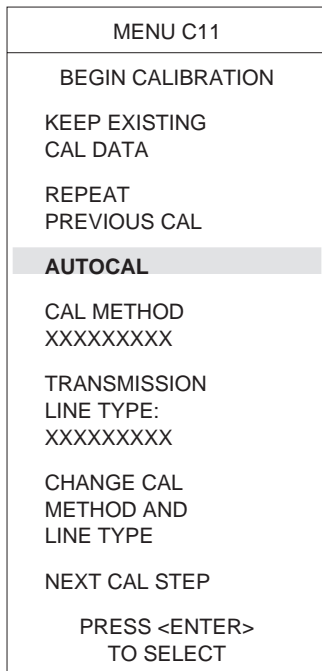 MENU C11
BEGIN CALIBRATION
KEEP EXISTING
CAL DATA
REPEAT
PREVIOUS CAL
AUTOCAL
CAL METHOD
XXXXXXXXX
TRANSMISSION
LINE TYPE:
XXXXXXXXX
CHANGE CAL
METHOD AND
LINE TYPE
NEXT CAL STEP
PRESS <ENTER>
TO SELECT